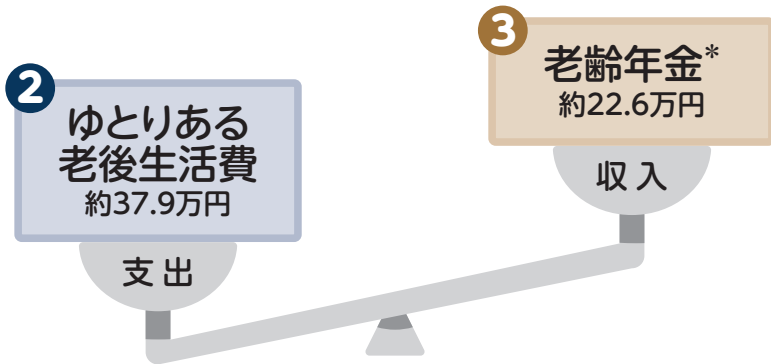 2
ゆとりある
老後生活費
約37.9万円
支出
3
老齢年金*
約22.6万円
収入